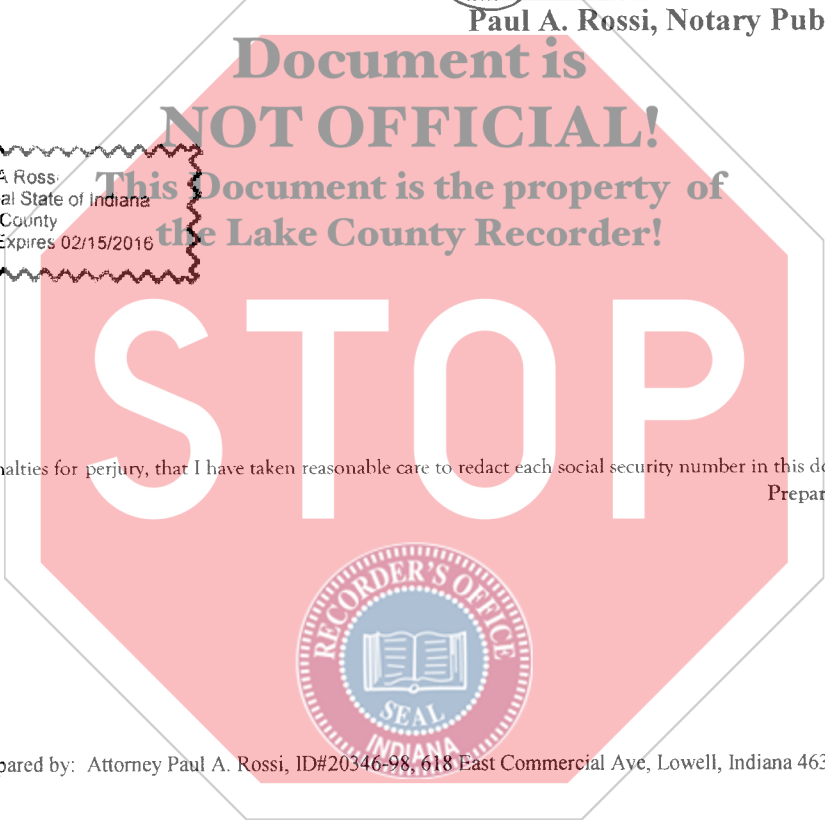 Paul A. Rossi, Notary Pub
Document is
NOT OFFICIAL!
This Document is the property of
the Lake County Recorder!
A Ross
al State of Indiana
County
Expires 02/15/2016
STOP
nalties for perjury, that I have taken reasonable care to redact each social security number in this do
Prepar
RECORDER'S OFFICE
SEAL
INDIANA
pared by: Attorney Paul A. Rossi, ID#20346-98, 618 East Commercial Ave, Lowell, Indiana 463